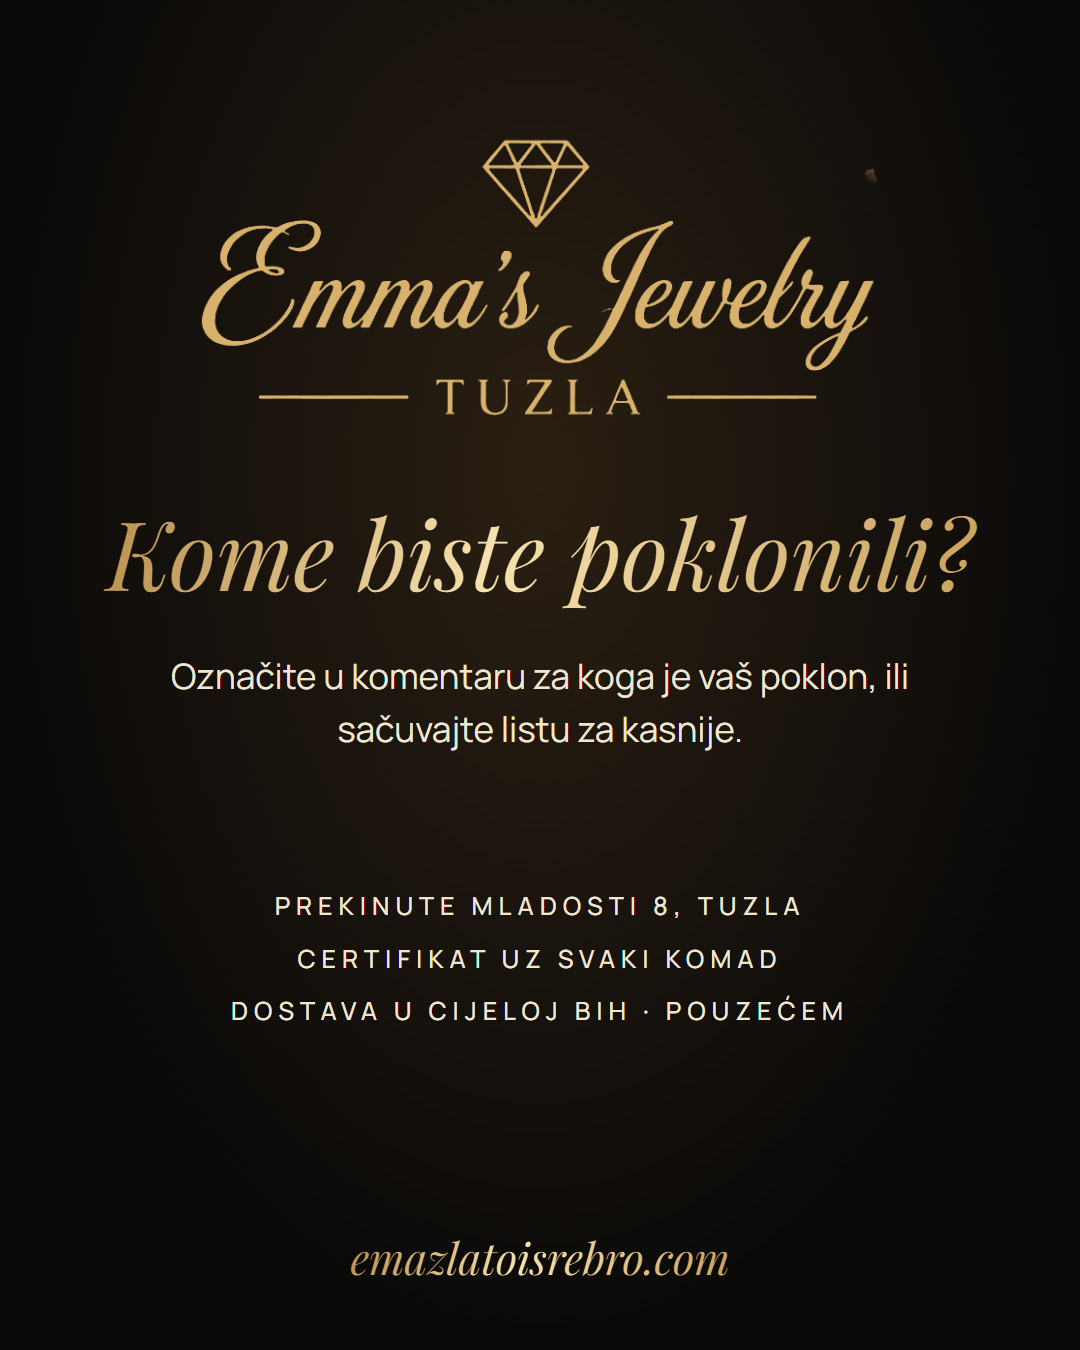 Emma's Jewelry
TUZLA
Kome biste poklonili?
Označite u komentaru za koga je vaš poklon, ili
sačuvajte listu za kasnije.
PREKINUTE MLADOSTI 8, TUZLA
CERTIFIKAT UZ SVAKI KOMAD
DOSTAVA U CIJELOJ BIH · POUZEĆEM
emazlatoisrebro.com